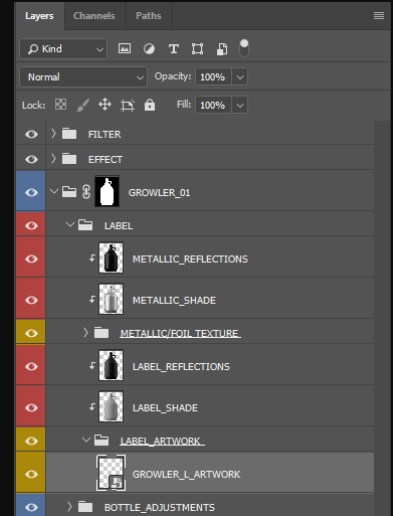 Layers Channels Paths
Kind
Normal Opacity: 100%
Lock: Fill: 100%
FILTER
EFFECT
GROWLER_01
LABEL
METALLIC_REFLECTIONS
METALLIC_SHADE
METALLIC/FOIL TEXTURE
LABEL_REFLECTIONS
LABEL_SHADE
LABEL_ARTWORK
GROWLER_L_ARTWORK
BOTTLE_ADJUSTMENTS